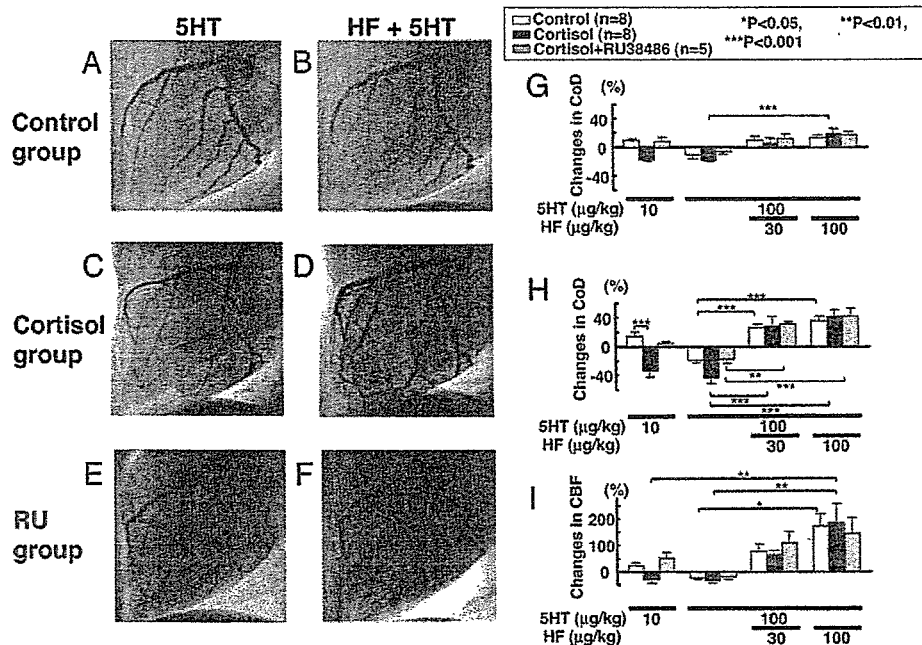 5HT
HF + 5HT
A
B
Control
group
C
D
Cortisol
group
E
F
RU
group
Control (n=8) *P<0.05, **P<0.01,
Cortisol (n=8) ***P<0.001
Cortisol+RU38486 (n=5)
G
(%)
Changes in CoD
40
0
-40
***
5HT (µg/kg) 10 100
HF (µg/kg) 30 100
H
(%)
Changes in CoD
40
0
-40
***
***
***
**
***
***
***
5HT (µg/kg) 10 100
HF (µg/kg) 30 100
I
(%)
Changes in CBF
200
100
0
**
**
*
5HT (µg/kg) 10 100
HF (µg/kg) 30 100